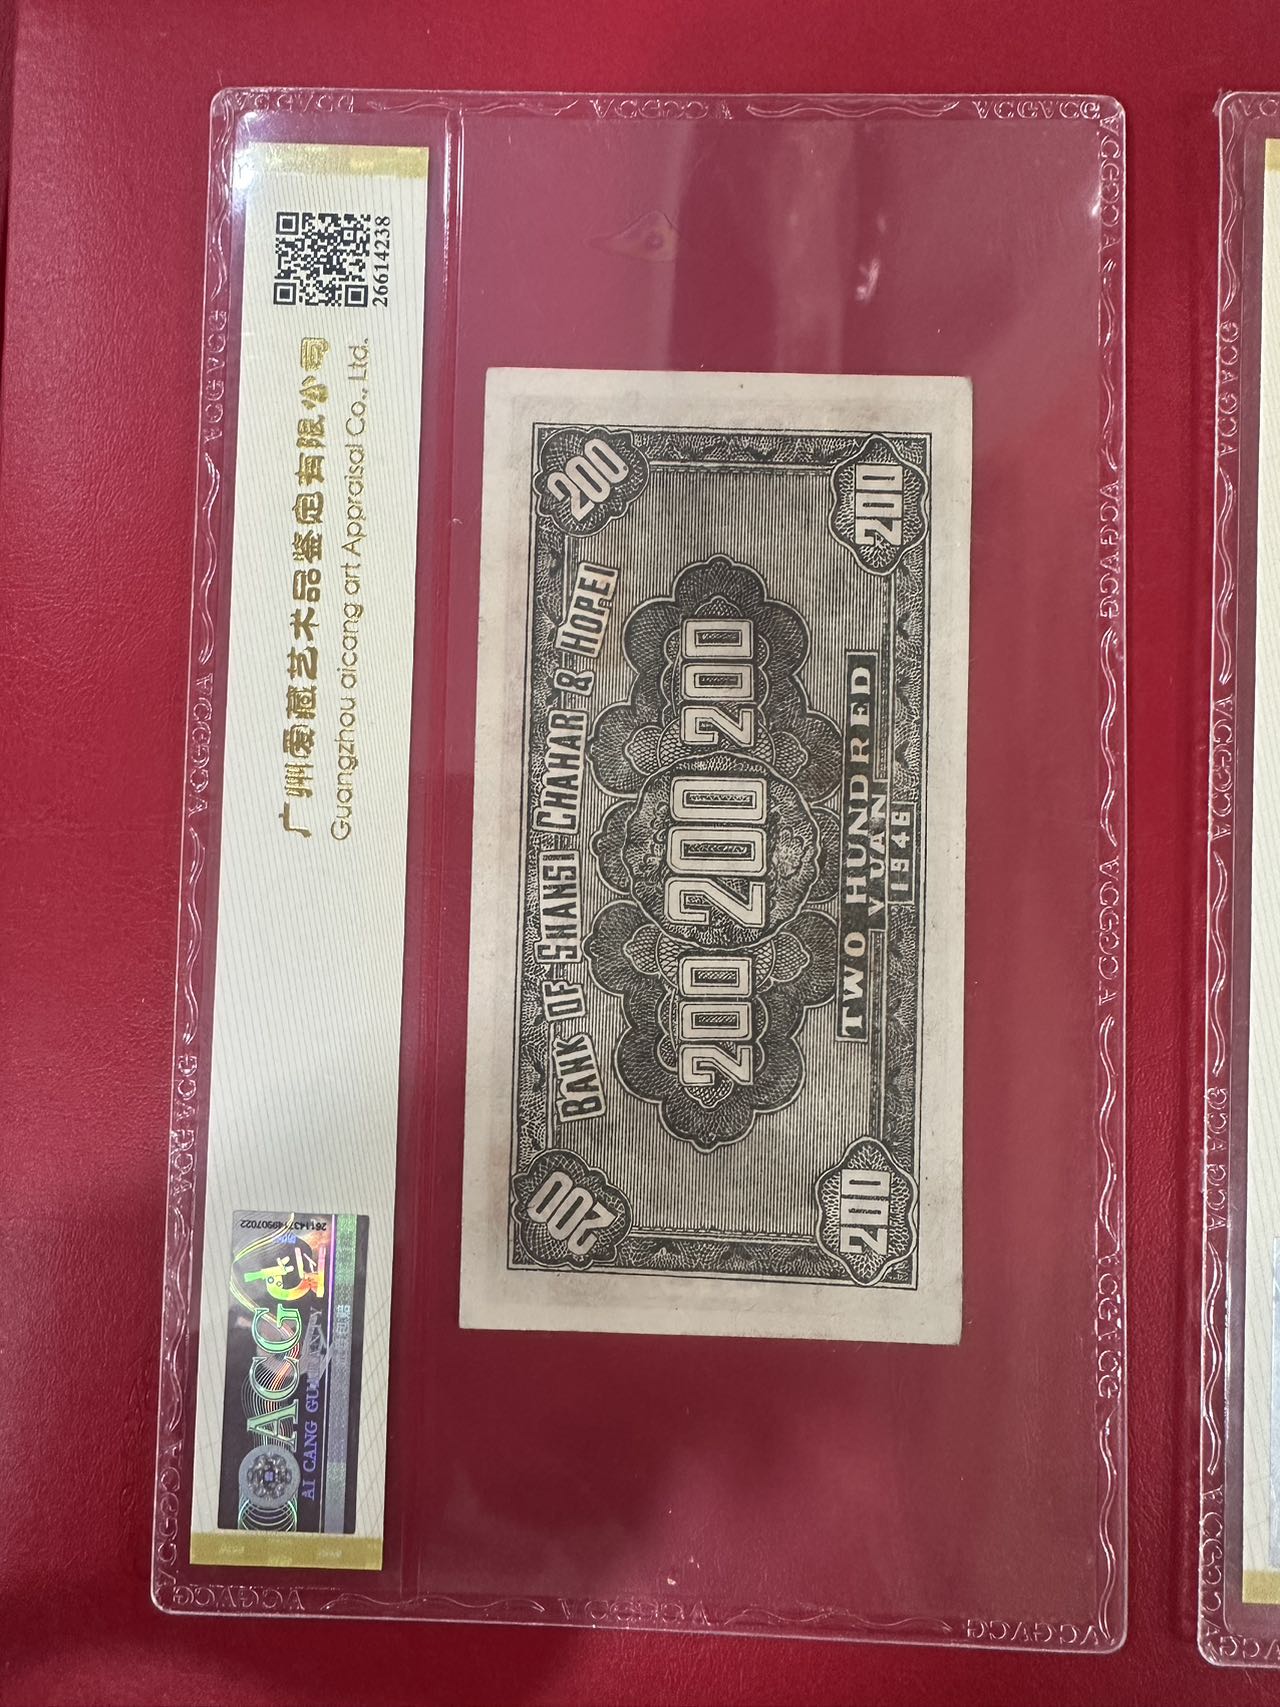 26614238
广州爱藏艺术品鉴定有限公司
Guangzhou aicang art Appraisal Co., Ltd.
ACG
AI CANG GUARANTY
BANK OF SHANSI CHAHAR & HOPEI
200
200
200 200 200
200
200
TWO HUNDRED
YUAN
1946